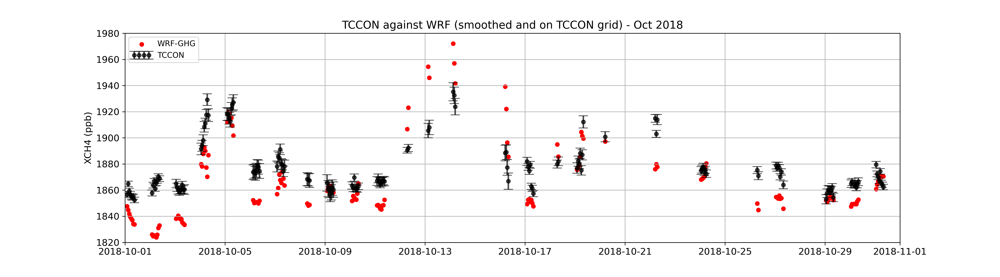 TCCON against WRF (smoothed and on TCCON grid) - Oct 2018
XCH4 (ppb)
1980
1960
1940
1920
1900
1880
1860
1840
1820
WRF-GHG
TCCON
2018-10-01 2018-10-05 2018-10-09 2018-10-13 2018-10-17 2018-10-21 2018-10-25 2018-10-29 2018-11-01